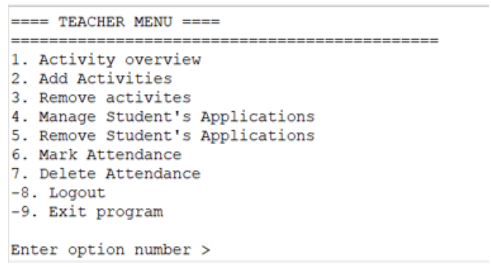 ==== TEACHER MENU ====
=============================================
1. Activity overview
2. Add Activities
3. Remove activites
4. Manage Student's Applications
5. Remove Student's Applications
6. Mark Attendance
7. Delete Attendance
-8. Logout
-9. Exit program
Enter option number >